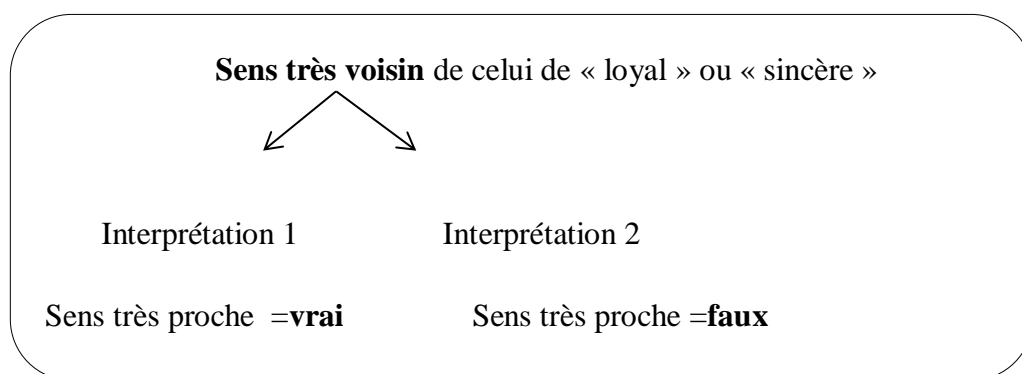 Sens très voisin de celui de « loyal » ou « sincère »
Interprétation 1 Interprétation 2
Sens très proche =vrai Sens très proche =faux